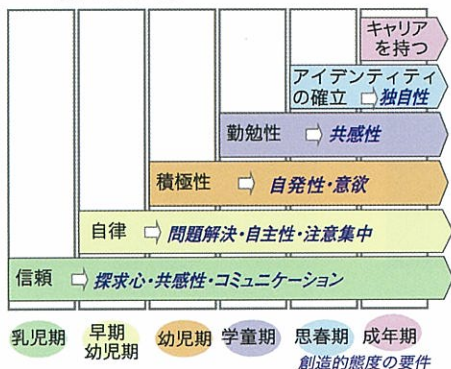 キャリア
を持つ
アイデンティティ
の確立 ⇨ 独自性
勤勉性 ⇨ 共感性
積極性 ⇨ 自発性・意欲
自律 ⇨ 問題解決・自主性・注意集中
信頼 ⇨ 探求心・共感性・コミュニケーション
乳児期 早期幼児期 幼児期 学童期 思春期 成年期
創造的態度の要件